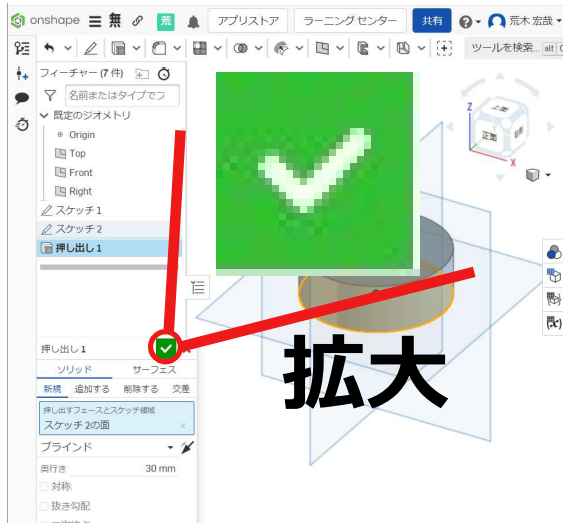 onshape 無 荒 アプリストア ラーニング センター 共有 荒木 宏哉
ツールを検索... alt
フィーチャー (7 件)
名前またはタイプでフ
既定のジオメトリ
Origin
Top
Front
Right
スケッチ 1
スケッチ 2
押し出し 1
Z
正面
X
(x)
押し出し 1
拡大
ソリッド サーフェス
新規 追加する 削除する 交差
押し出すフェースとスケッチ領域
スケッチ 2の面
ブラインド
奥行き 30 mm
対称
抜き勾配